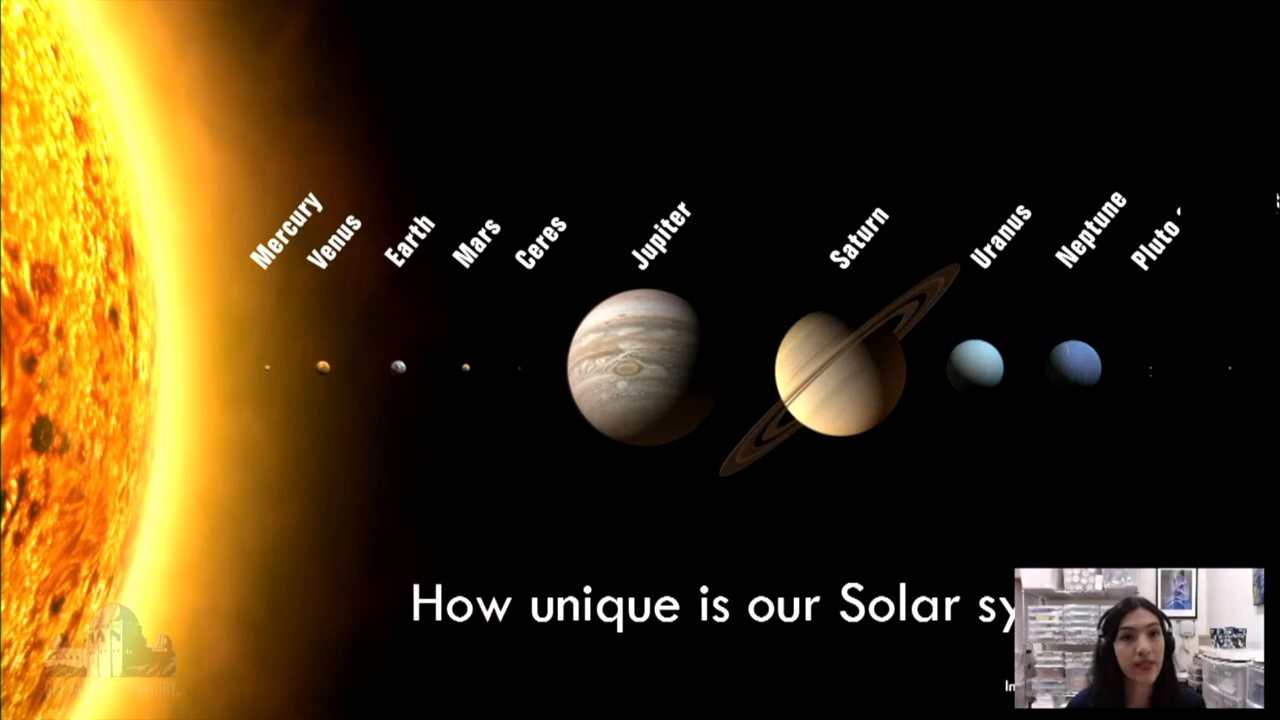 Mercury
Venus
Earth
Mars
Ceres
Jupiter
Saturn
Uranus
Neptune
Pluto
How unique is our Solar sy